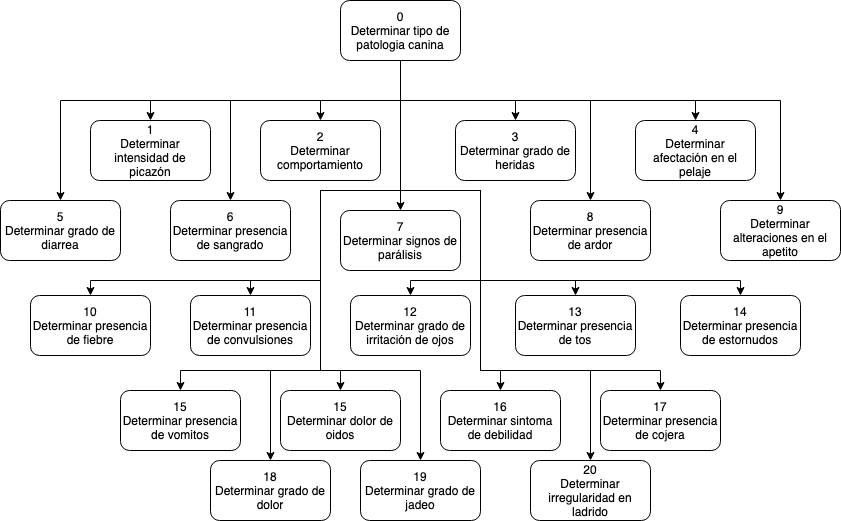 0
Determinar tipo de
patologia canina
1
Determinar
intensidad de
picazón
2
Determinar
comportamiento
3
Determinar grado de
heridas
4
Determinar
afectación en el
pelaje
5
Determinar grado de
diarrea
6
Determinar presencia
de sangrado
7
Determinar signos de
parálisis
8
Determinar presencia
de ardor
9
Determinar
alteraciones en el
apetito
10
Determinar presencia
de fiebre
11
Determinar presencia
de convulsiones
12
Determinar grado de
irritación de ojos
13
Determinar presencia
de tos
14
Determinar presencia
de estornudos
15
Determinar presencia
de vomitos
15
Determinar dolor de
oidos
16
Determinar sintoma
de debilidad
17
Determinar presencia
de cojera
18
Determinar grado de
dolor
19
Determinar grado de
jadeo
20
Determinar
irregularidad en
ladrido